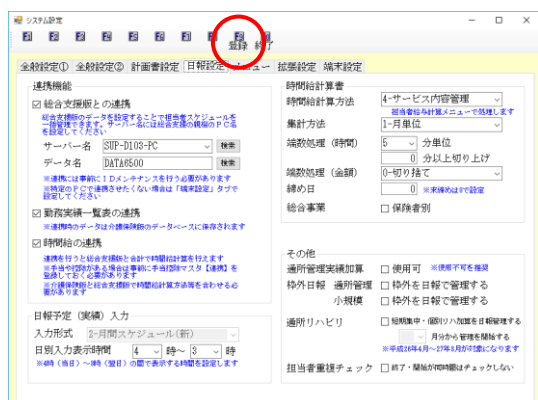 システム設定
F1 F2 F3 F4 F5 F6 F7 F8 F9
登録 終了
全般設定① 全般設定② 計画書設定 日報設定 メニュー 拡張設定 端末設定
連携機能
総合支援版との連携
総合支援版のデータを設定することで担当者スケジュールを
一括管理できます。サーバー名には総合支援の親機のPC名
を設定してください
サーバー名 SUP-D103-PC 検索
データ名 DATA6500 検索
※連携には事前にIDメンテナンスを行う必要があります
※特定のPCで連携させたくない場合は「端末設定」タブで
設定してください
勤務実績一覧表の連携
※連携時のデータは介護保険版のデータベースに保存されます
時間給の連携
連携を行うと総合支援版と合計で時間給計算を行えます
※手当や控除がある場合は事前に手当控除マスタ【連携】を
登録しておく必要があります
※介護保険版と総合支援版で時間給計算方法等を合わせる必
要があります
日報予定(実績)入力
入力形式 2-月間スケジュール(新)
日別入力表示時間 4 時～ 3 時
※4時(当日)～8時(翌日)の間で表示する時間を設定します
時間給計算書
時間給計算方法 4-サービス内容管理
担当者給与計算メニューで処理します
集計方法 1-月単位
端数処理(時間) 5 分単位
0 分以上切り上げ
端数処理(金額) 0-切り捨て
締め日 0 ※末締めは0で設定
総合事業 保険者別
その他
通所管理実績加算 使用可 ※使用不可を推奨
枠外日報 通所管理 枠外を日報で管理する
小規模 枠外を日報で管理する
通所リハビリ 短期集中・個別リハ加算を日報管理する
月分から管理を開始する
※平成26年4月～27年3月が対象になります
担当者重複チェック 終了・開始が同時間はチェックしない